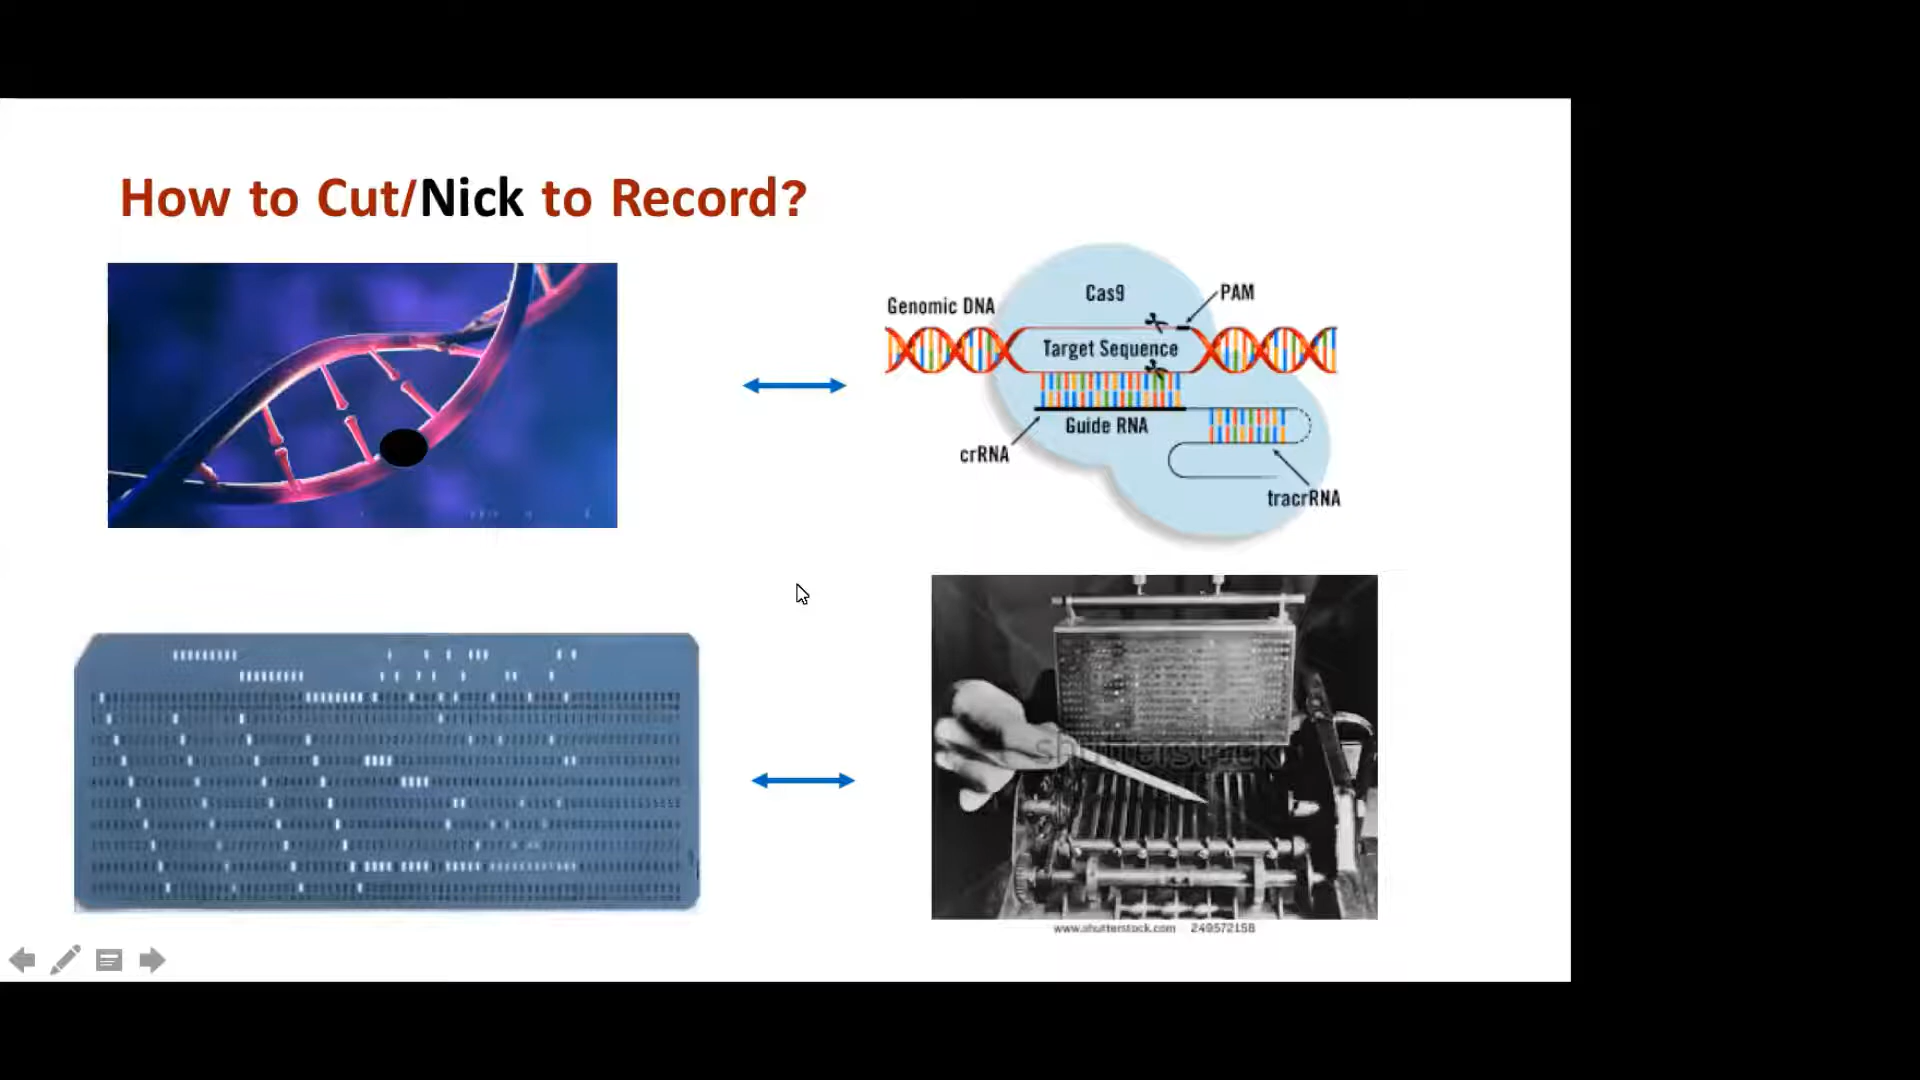 How to Cut/Nick to Record?
Cas9
PAM
Genomic DNA
Target Sequence
Guide RNA
crRNA
tracrRNA
shutterstock
www.shutterstock.com 249572158